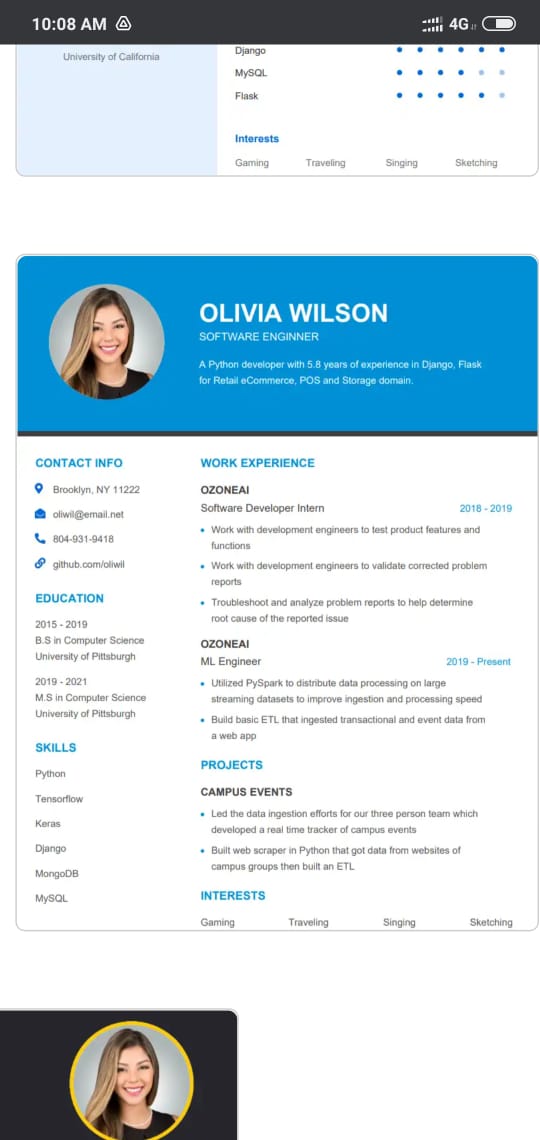 10:08 AM
4G
University of California
Django
MySQL
Flask
Interests
Gaming Traveling Singing Sketching
OLIVIA WILSON
SOFTWARE ENGINNER
A Python developer with 5.8 years of experience in Django, Flask
for Retail eCommerce, POS and Storage domain.
CONTACT INFO
Brooklyn, NY 11222
oliwil@email.net
804-931-9418
github.com/oliwil
EDUCATION
2015 - 2019
B.S in Computer Science
University of Pittsburgh
2019 - 2021
M.S in Computer Science
University of Pittsburgh
SKILLS
Python
Tensorflow
Keras
Django
MongoDB
MySQL
WORK EXPERIENCE
OZONEAI
Software Developer Intern 2018 - 2019
• Work with development engineers to test product features and
functions
• Work with development engineers to validate corrected problem
reports
• Troubleshoot and analyze problem reports to help determine
root cause of the reported issue
OZONEAI
ML Engineer 2019 - Present
• Utilized PySpark to distribute data processing on large
streaming datasets to improve ingestion and processing speed
• Build basic ETL that ingested transactional and event data from
a web app
PROJECTS
CAMPUS EVENTS
• Led the data ingestion efforts for our three person team which
developed a real time tracker of campus events
• Built web scraper in Python that got data from websites of
campus groups then built an ETL
INTERESTS
Gaming Traveling Singing Sketching